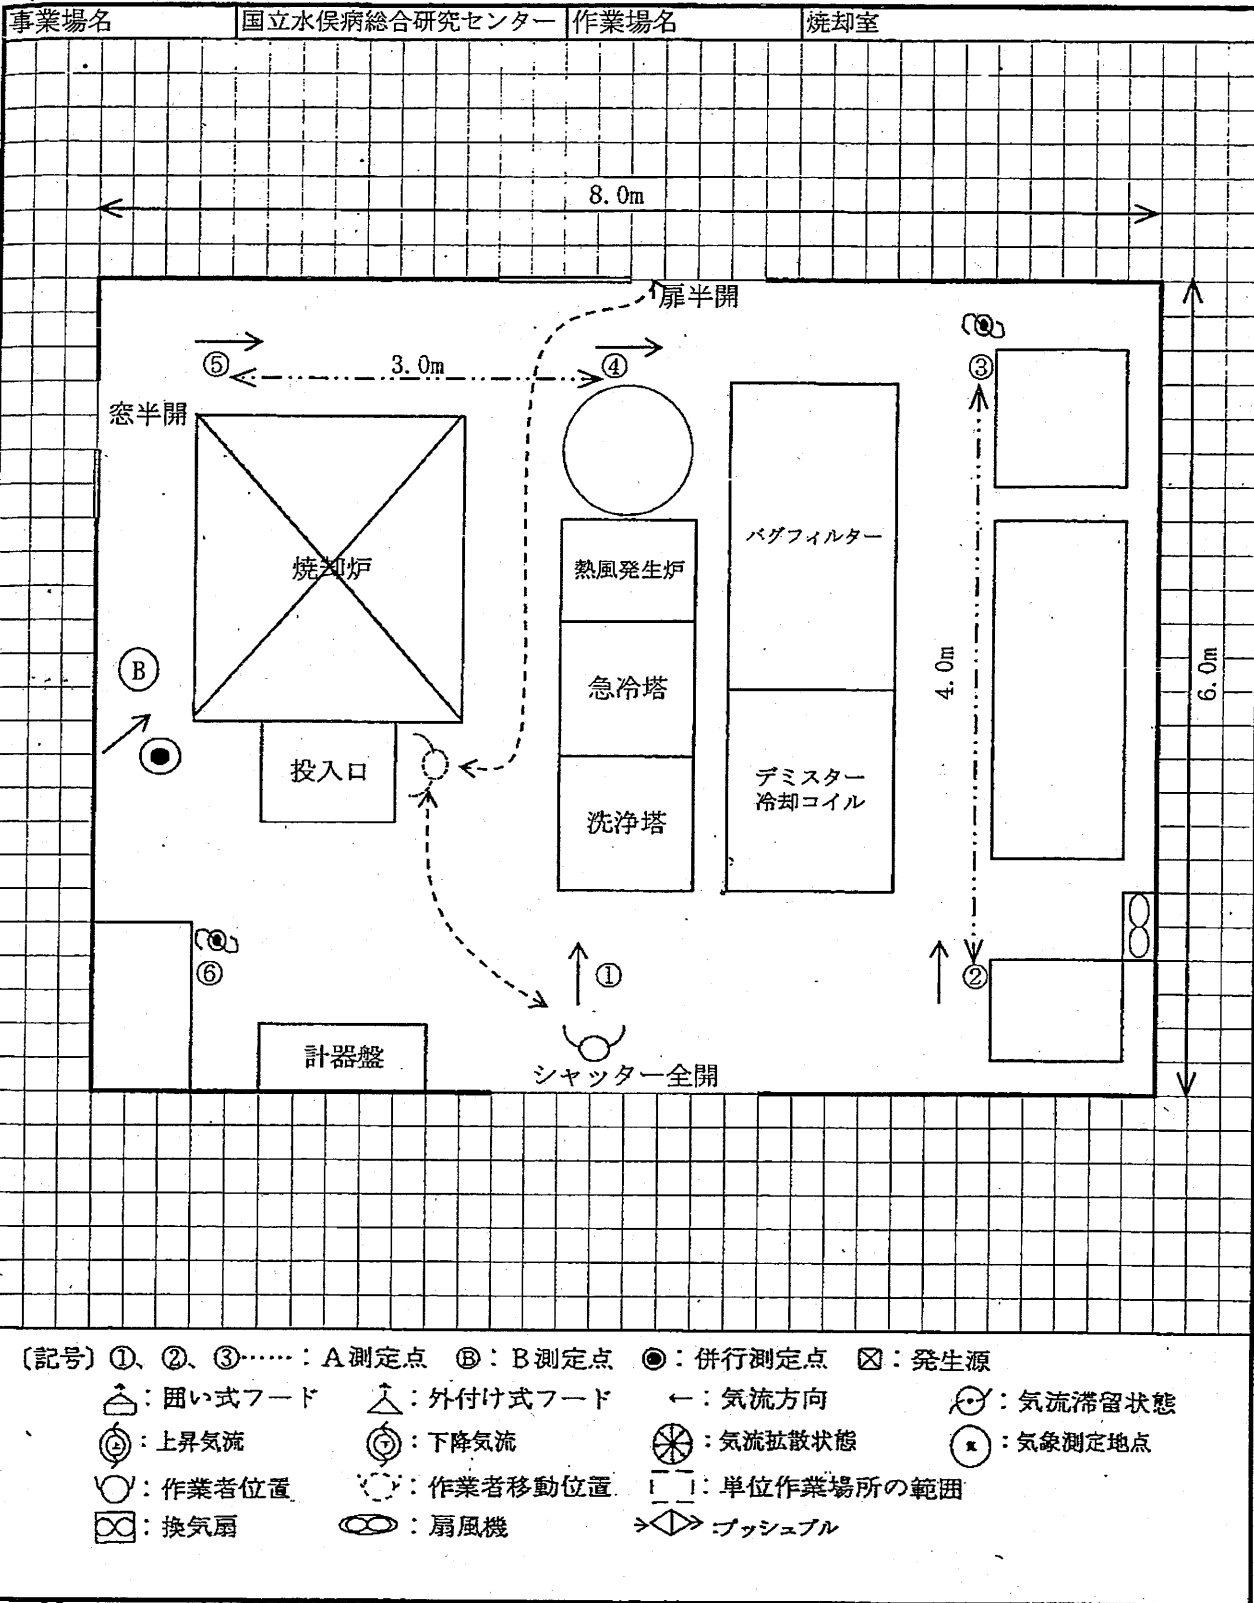 事業場名 国立水俣病総合研究センター 作業場名 焼却室
8.0m
扉半開
⑤ 3.0m ④ ③
窓半開
焼却炉
熱風発生炉
バグフィルター
急冷塔
B
4.0m
6.0m
投入口
洗浄塔
デミスター
冷却コイル
⑥ ① ②
計器盤
シャッター全開
〔記号〕①、②、③……：A測定点 Ⓑ：B測定点 ◉：併行測定点 ☒：発生源
：囲い式フード ：外付け式フード ←：気流方向 ：気流滞留状態
上：上昇気流 下：下降気流 ：気流拡散状態 ：気象測定地点
：作業者位置 ：作業者移動位置 ：単位作業場所の範囲
：換気扇 ：扇風機 ：プッシュプル